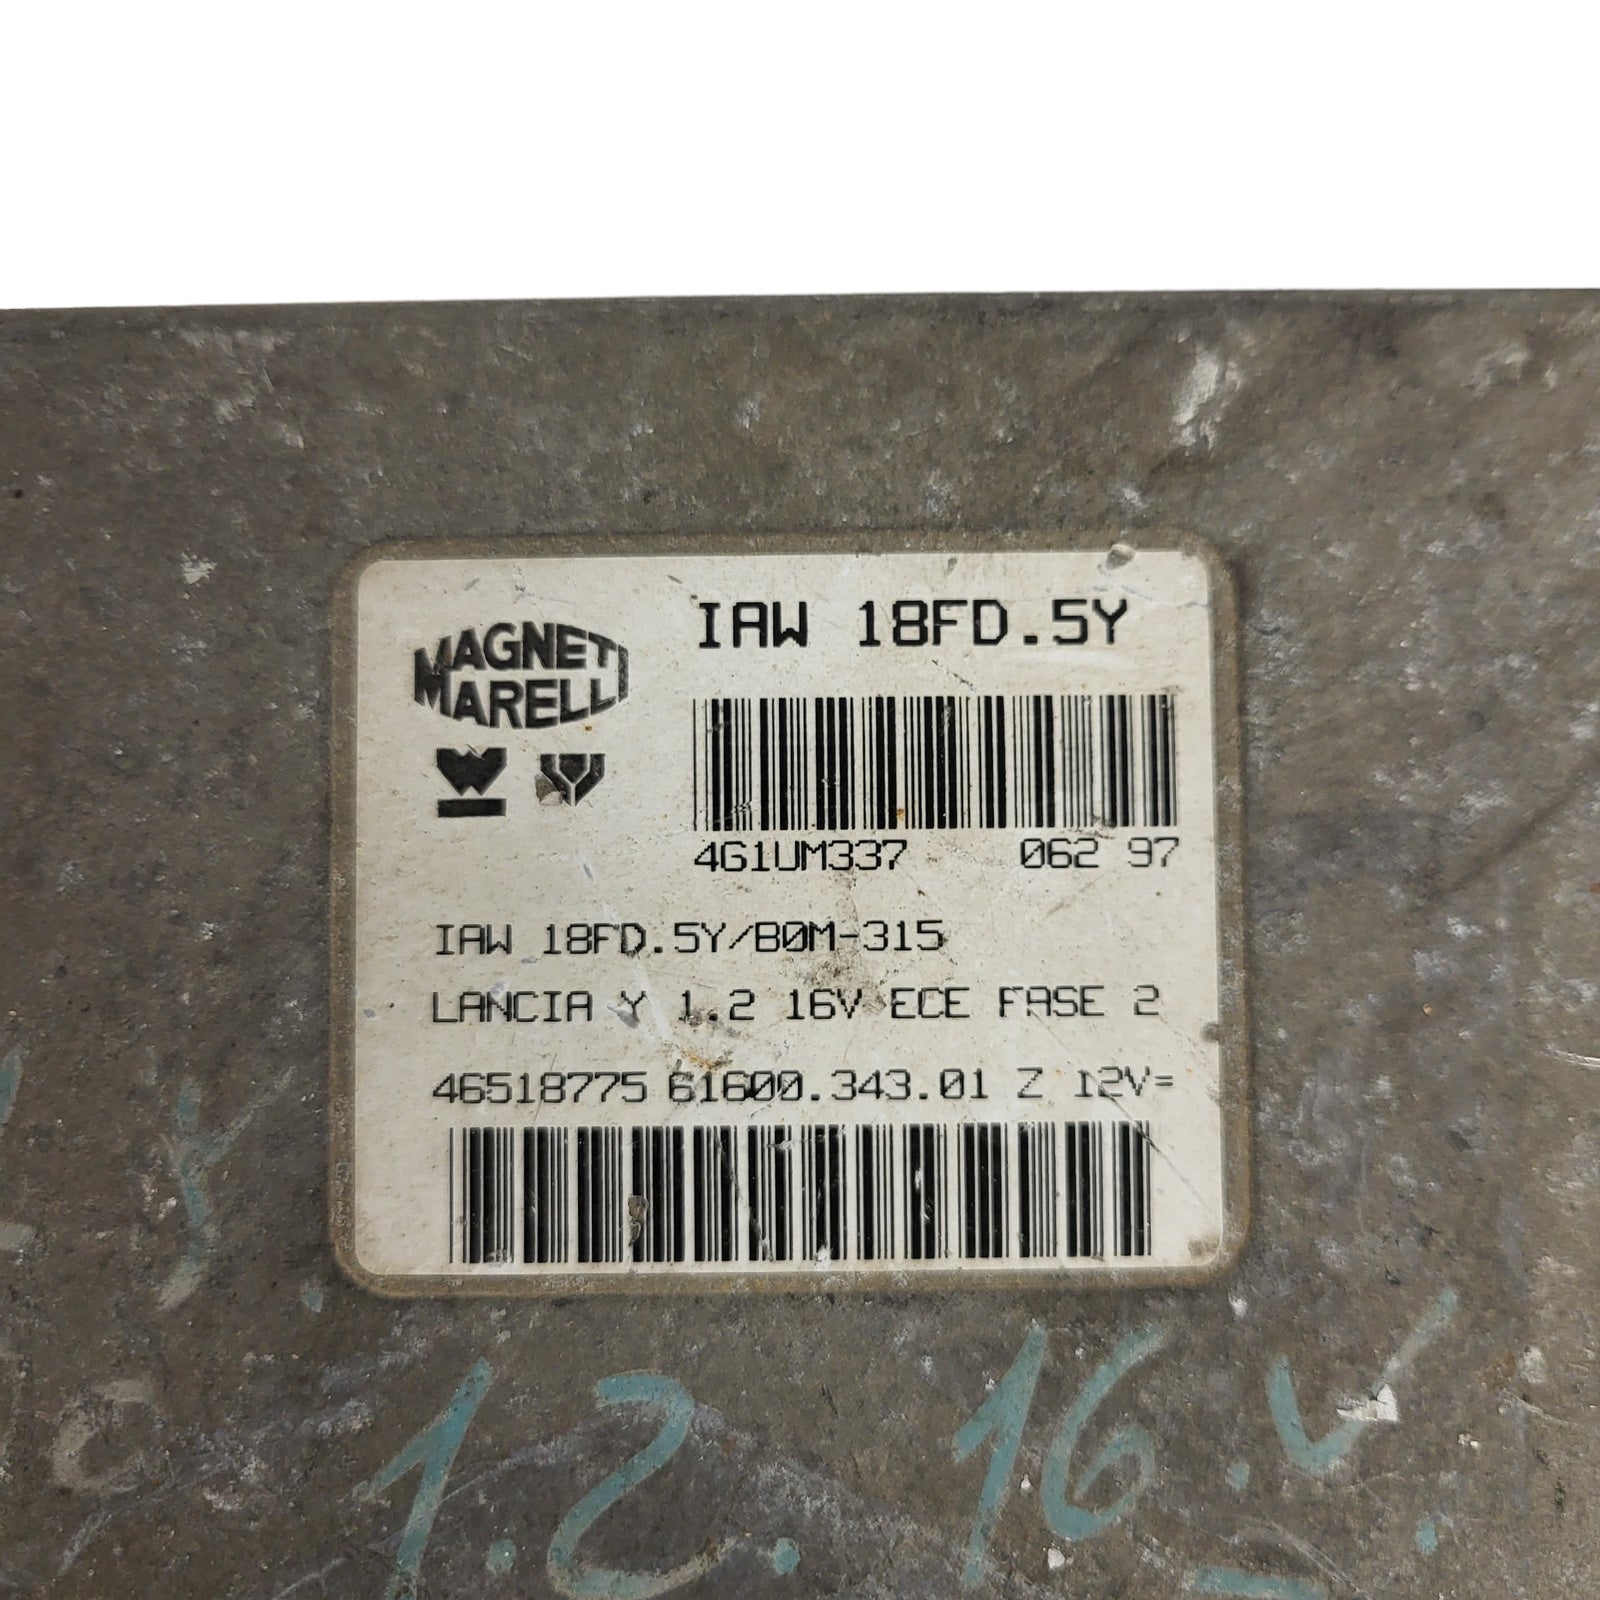 MAGNETI
MARELLI
IAW 18FD.5Y
4G1UM337 062 97
IAW 18FD.5Y/B0M-315
LANCIA Y 1.2 16V ECE FASE 2
46518775 61600.343.01 Z 12V=
Y.
1.2. 16.V.